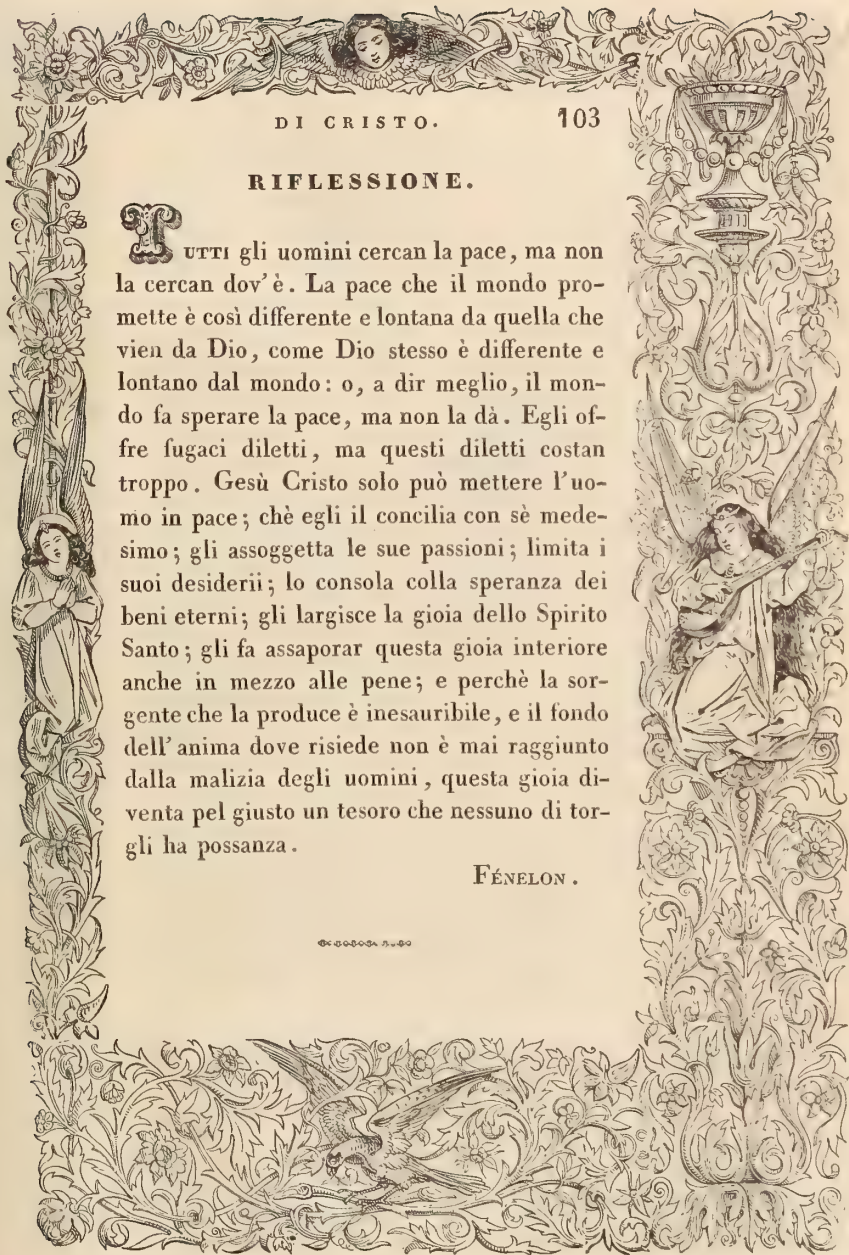 DI CRISTO. 103
RIFLESSIONE.
TUTTI gli uomini cercan la pace, ma non
la cercan dov' è. La pace che il mondo pro-
mette è così differente e lontana da quella che
vien da Dio, come Dio stesso è differente e
lontano dal mondo: o, a dir meglio, il mon-
do fa sperare la pace, ma non la dà. Egli of-
fre fugaci diletti, ma questi diletti costan
troppo. Gesù Cristo solo può mettere l'uo-
mo in pace; chè egli il concilia con sè mede-
simo; gli assoggetta le sue passioni; limita i
suoi desiderii; lo consola colla speranza dei
beni eterni; gli largisce la gioia dello Spirito
Santo; gli fa assaporar questa gioia interiore
anche in mezzo alle pene; e perchè la sor-
gente che la produce è inesauribile, e il fondo
dell' anima dove risiede non è mai raggiunto
dalla malizia degli uomini, questa gioia di-
venta pel giusto un tesoro che nessuno di tor-
gli ha possanza.
FÉNELON.